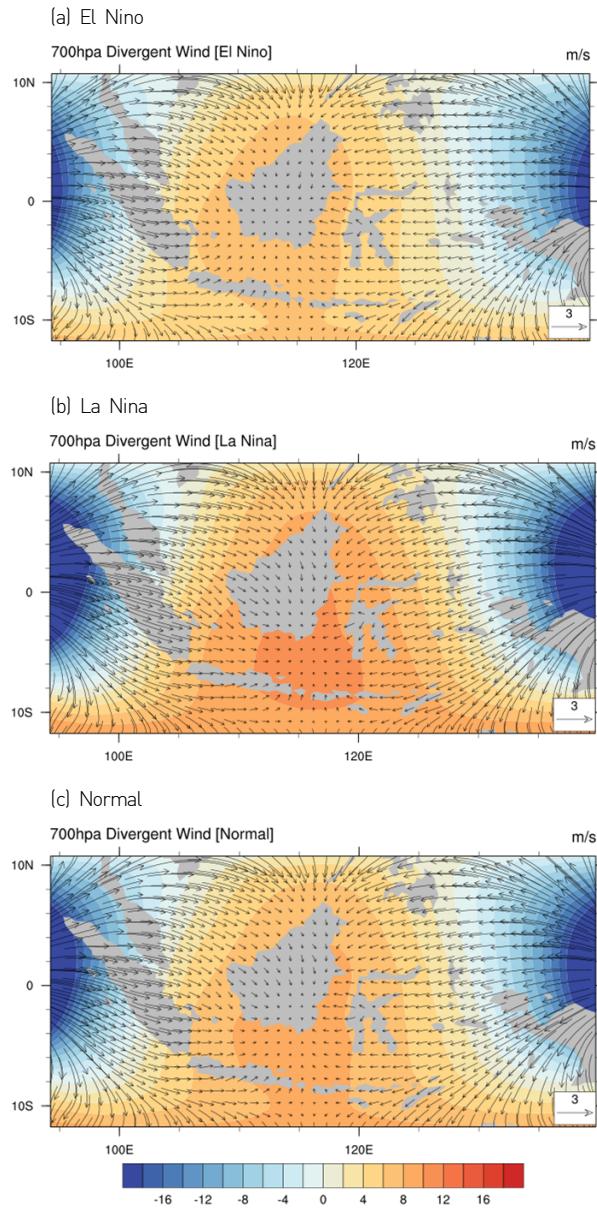 (a) El Nino
700hpa Divergent Wind [El Nino] m/s
10N
0
10S
3
100E 120E
(b) La Nina
700hpa Divergent Wind [La Nina] m/s
10N
0
10S
3
100E 120E
(c) Normal
700hpa Divergent Wind [Normal] m/s
10N
0
10S
3
100E 120E
-16 -12 -8 -4 0 4 8 12 16